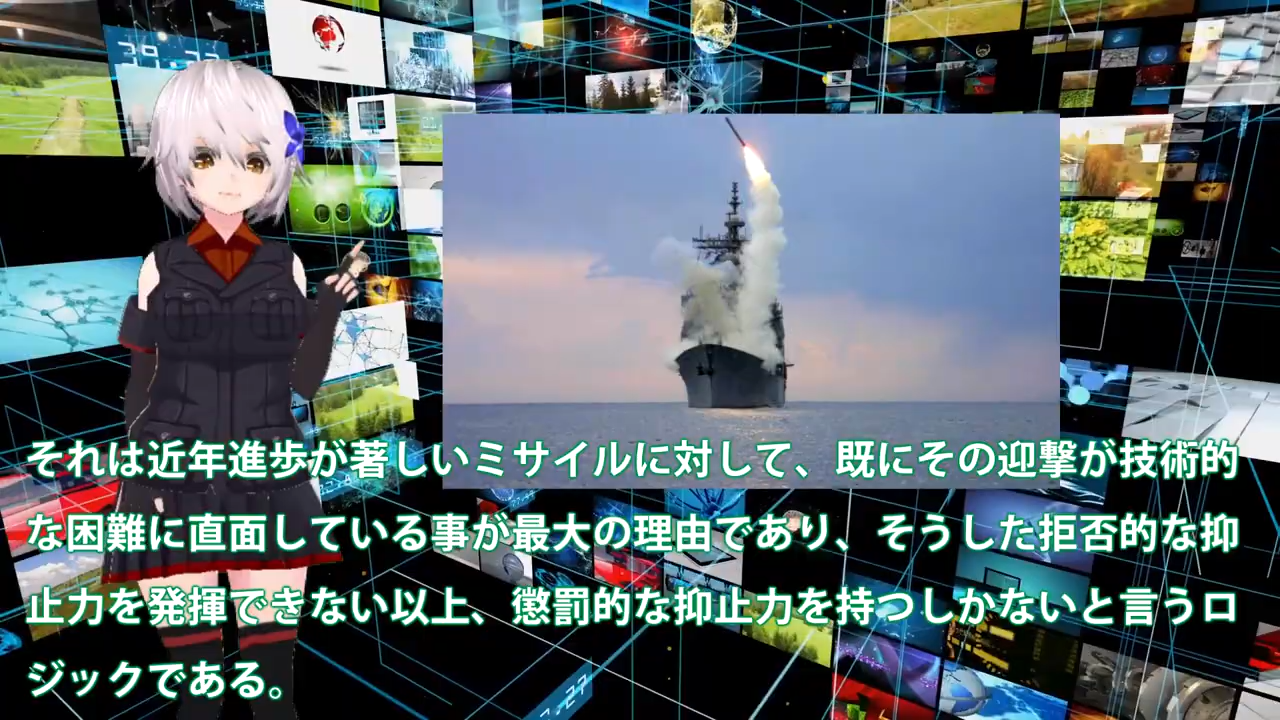 それは近年進歩が著しいミサイルに対して、既にその迎撃が技術的
な困難に直面している事が最大の理由であり、そうした拒否的な抑
止力を発揮できない以上、懲罰的な抑止力を持つしかないと言うロ
ジックである。